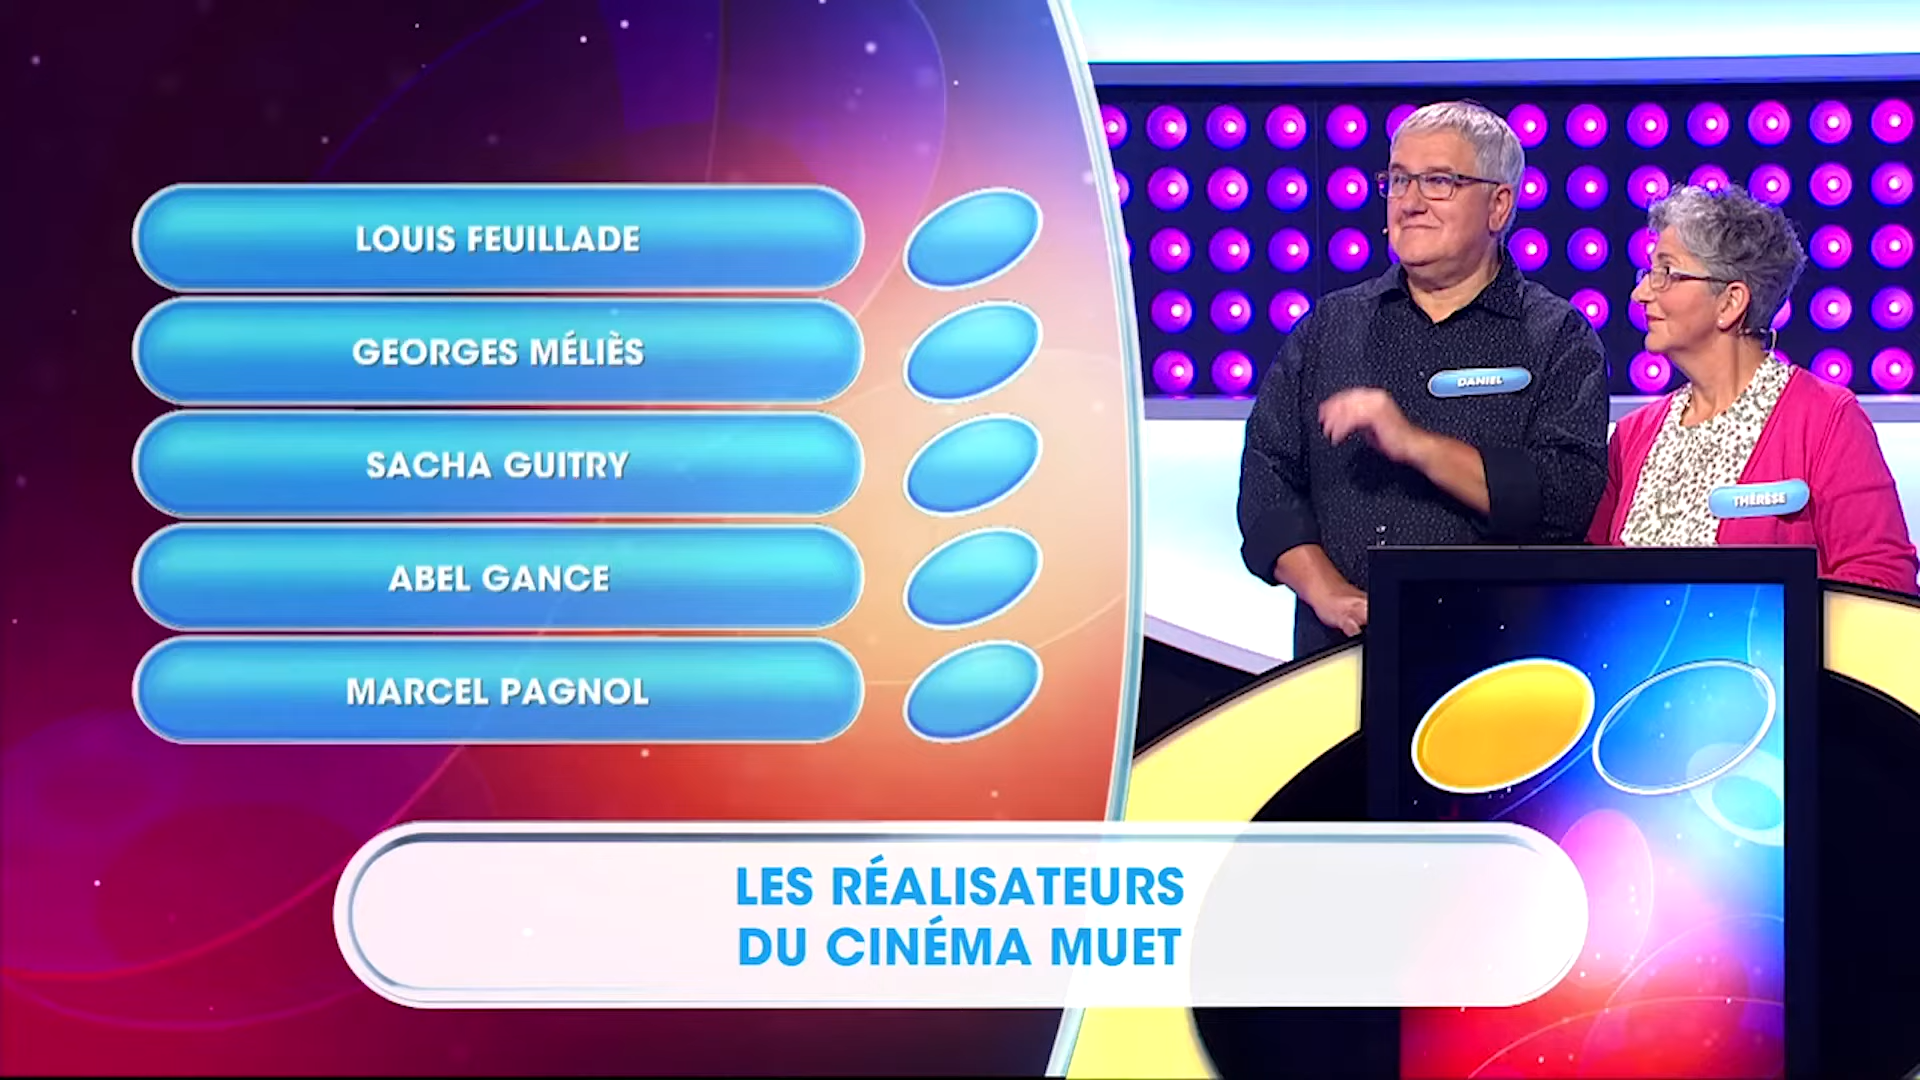 LOUIS FEUILLADE
GEORGES MÉLIÈS
SACHA GUITRY
ABEL GANCE
MARCEL PAGNOL
DANIEL
THÉRÈSE
LES RÉALISATEURS
DU CINÉMA MUET